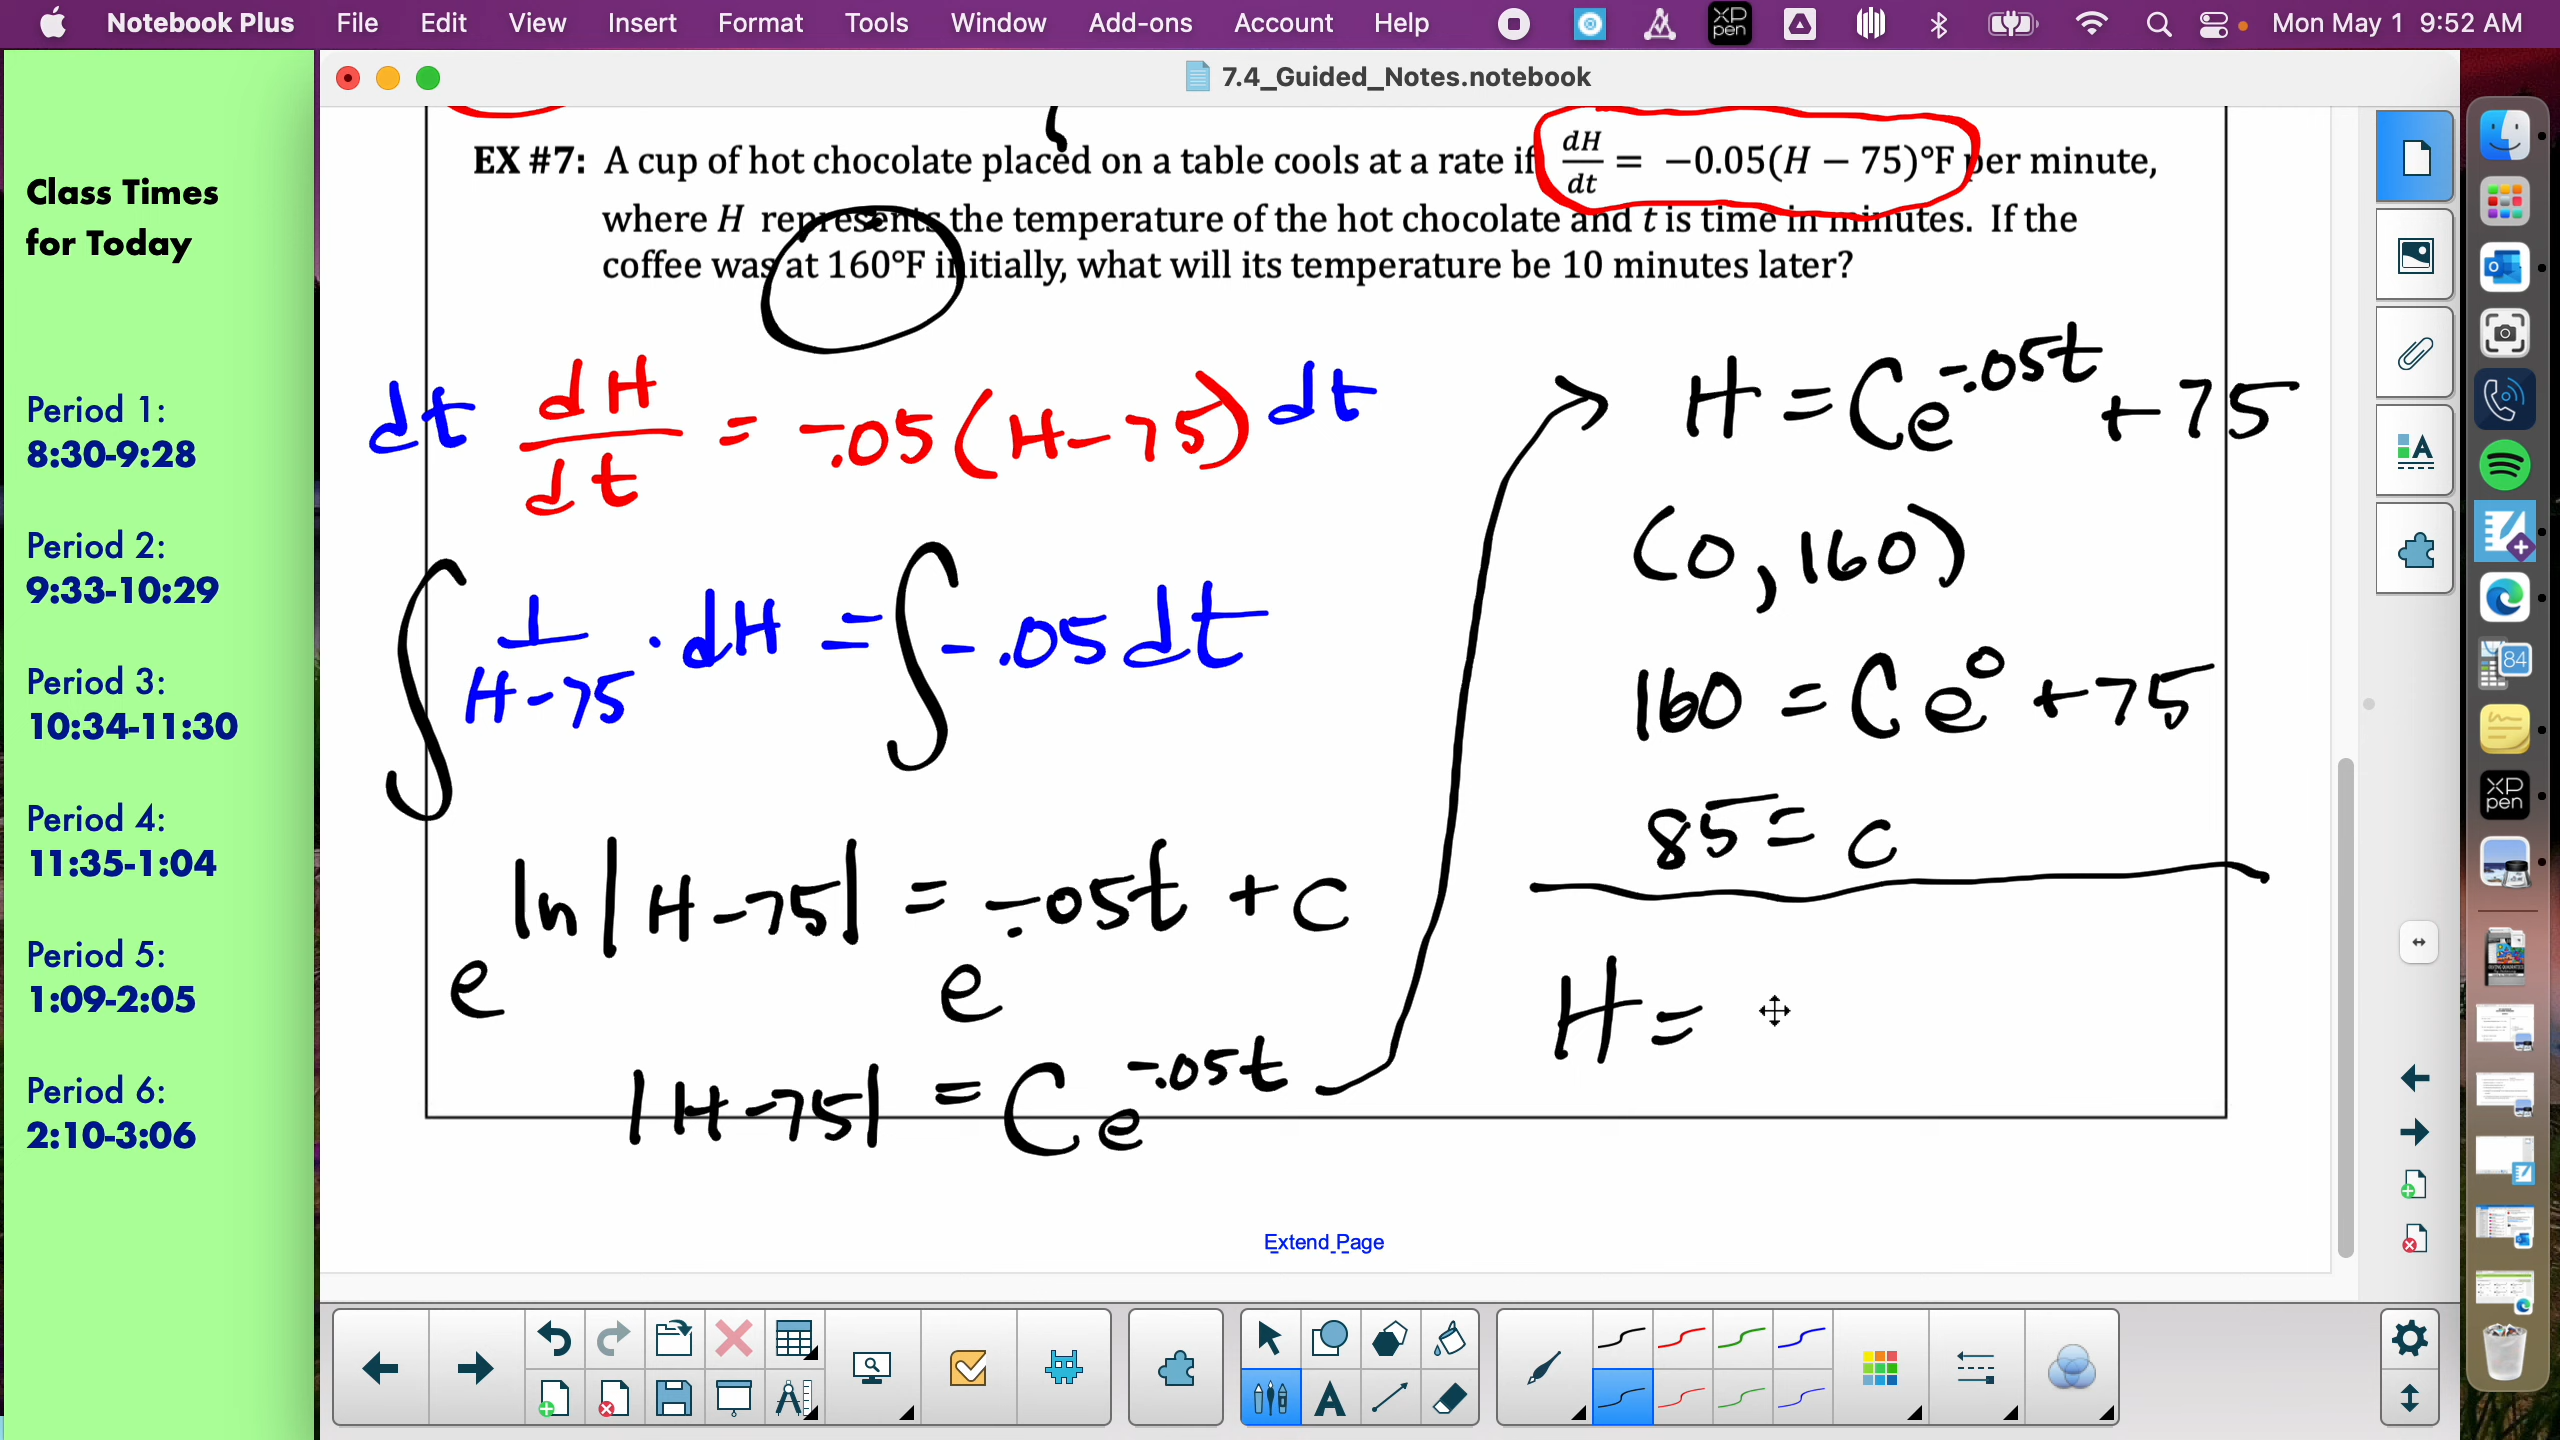 Notebook Plus File Edit View Insert Format Tools Window Add-ons Account Help XP pen Mon May 1 9:52 AM
7.4_Guided_Notes.notebook
Class Times
for Today
Period 1:
8:30-9:28
Period 2:
9:33-10:29
Period 3:
10:34-11:30
Period 4:
11:35-1:04
Period 5:
1:09-2:05
Period 6:
2:10-3:06
EX #7: A cup of hot chocolate placed on a table cools at a rate if dH/dt = −0.05(H − 75)°F per minute,
where H represents the temperature of the hot chocolate and t is time in minutes. If the
coffee was at 160°F initially, what will its temperature be 10 minutes later?
dt dH/dt = -.05(H-75) dt
∫ 1/(H-75) · dH = ∫ -.05 dt
ln|H-75| = -.05t + c
e e
|H-75| = Ce^-.05t
H = Ce^-.05t + 75
(0, 160)
160 = Ce^0 + 75
85 = c
H =
Extend Page
A
A
84
XP
pen